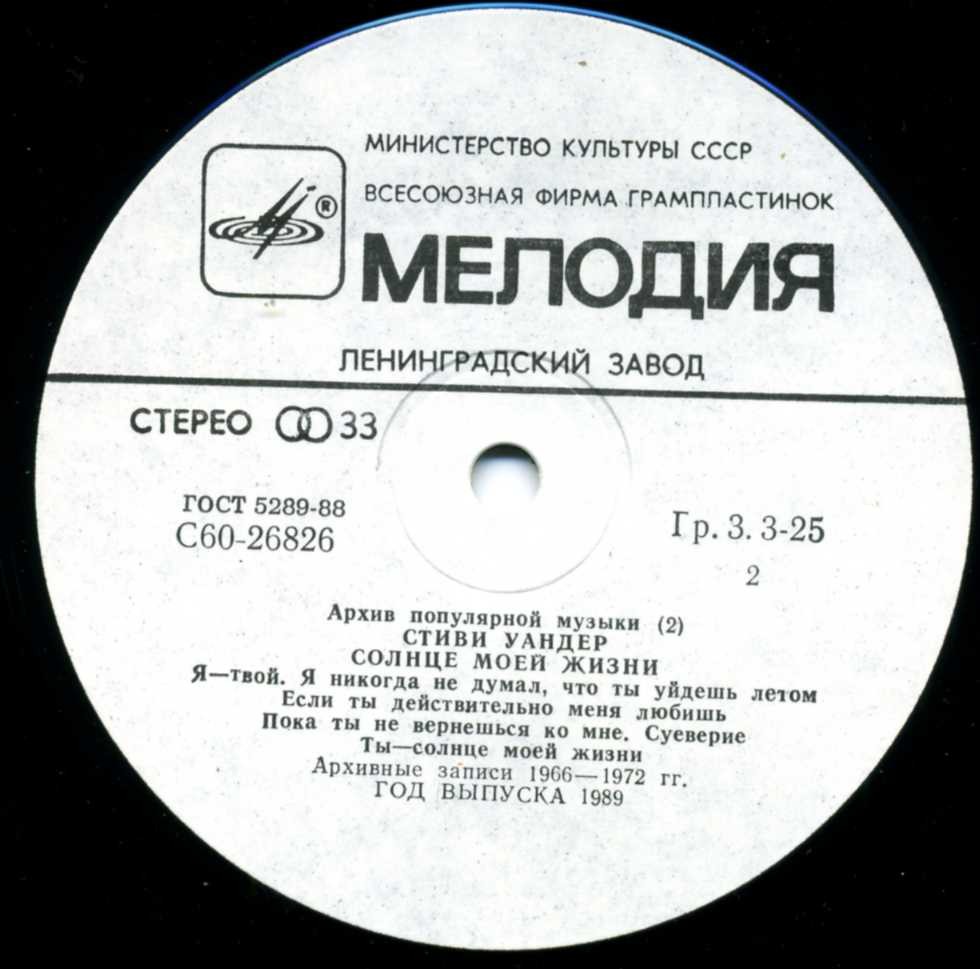 МИНИСТЕРСТВО КУЛЬТУРЫ СССР
ВСЕСОЮЗНАЯ ФИРМА ГРАМПЛАСТИНОК
®
МЕЛОДИЯ
ЛЕНИНГРАДСКИЙ ЗАВОД
СТЕРЕО 33
ГОСТ 5289-88
С60-26826
Гр. 3. 3-25
2
Архив популярной музыки (2)
СТИВИ УАНДЕР
СОЛНЦЕ МОЕЙ ЖИЗНИ
Я—твой. Я никогда не думал, что ты уйдешь летом
Если ты действительно меня любишь
Пока ты не вернешься ко мне. Суеверие
Ты—солнце моей жизни
Архивные записи 1966—1972 гг.
ГОД ВЫПУСКА 1989